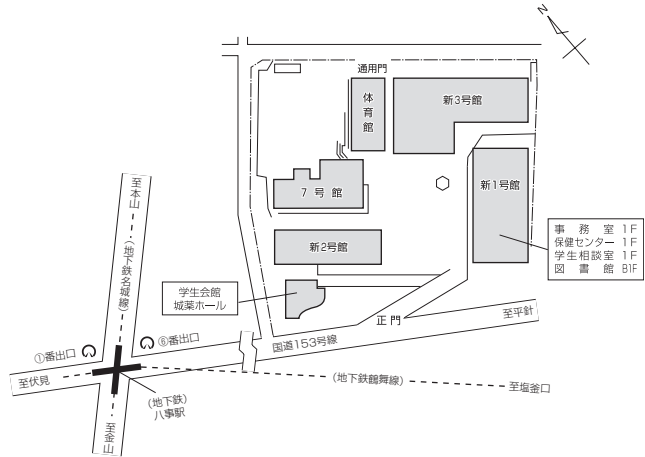 N
通用門
体育館
新3号館
7号館
新1号館
事務室 1F
保健センター 1F
学生相談室 1F
図書館 B1F
新2号館
学生会館
城薬ホール
正門
至平針
国道153号線
至本山
(地下鉄名城線)
①番出口
⑥番出口
至伏見
(地下鉄)
八事駅
至金山
(地下鉄鶴舞線)
至塩釜口